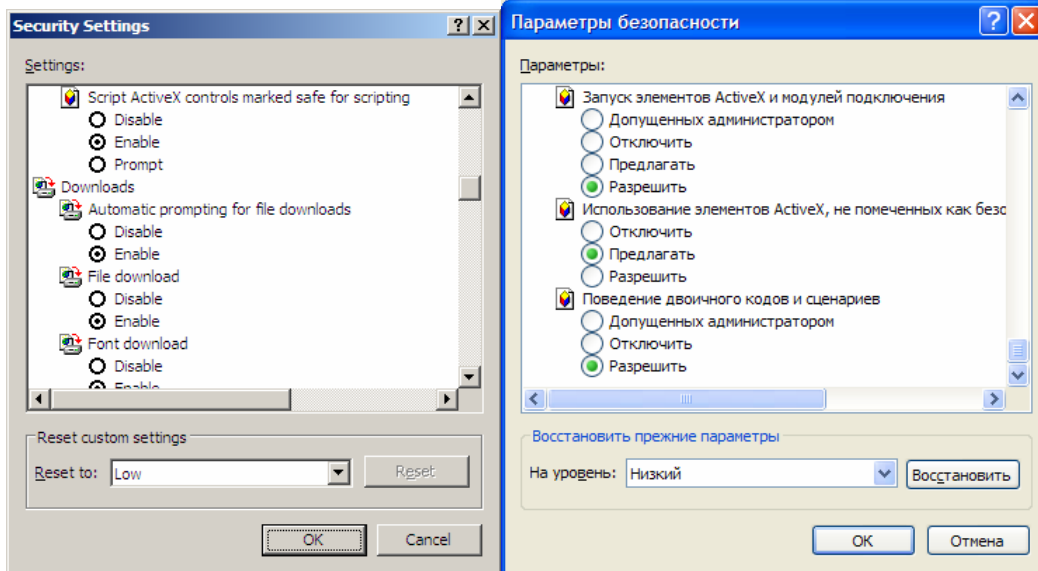 Security Settings
Settings:
Script ActiveX controls marked safe for scripting
Disable
Enable
Prompt
Downloads
Automatic prompting for file downloads
Disable
Enable
File download
Disable
Enable
Font download
Disable
Enable
Reset custom settings
Reset to: Low Reset
OK Cancel
Параметры безопасности
Параметры:
Запуск элементов ActiveX и модулей подключения
Допущенных администратором
Отключить
Предлагать
Разрешить
Использование элементов ActiveX, не помеченных как безо
Отключить
Предлагать
Разрешить
Поведение двоичного кодов и сценариев
Допущенных администратором
Отключить
Разрешить
Восстановить прежние параметры
На уровень: Низкий Восстановить
ОК Отмена